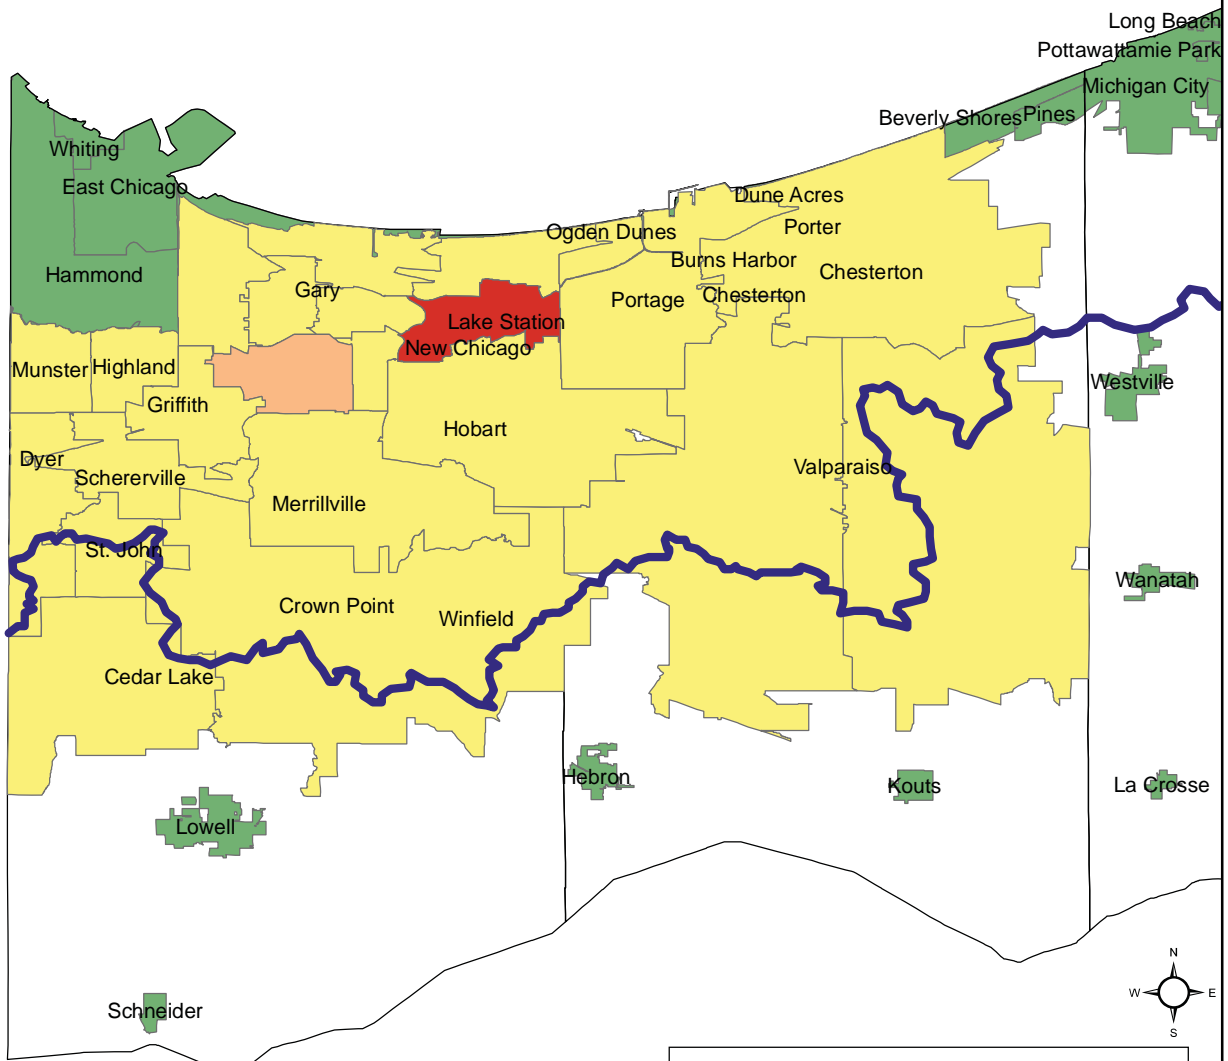 Long Beach
Pottawattamie Park
Michigan City
Beverly Shores
Pines
Whiting
East Chicago
Dune Acres
Ogden Dunes
Porter
Hammond
Burns Harbor
Chesterton
Gary
Portage
Chesterton
Lake Station
New Chicago
Munster
Highland
Westville
Griffith
Hobart
Dyer
Schererville
Valparaiso
Merrillville
St. John
Wanatah
Crown Point
Winfield
Cedar Lake
Hebron
Kouts
La Crosse
Lowell
N
W
E
S
Schneider